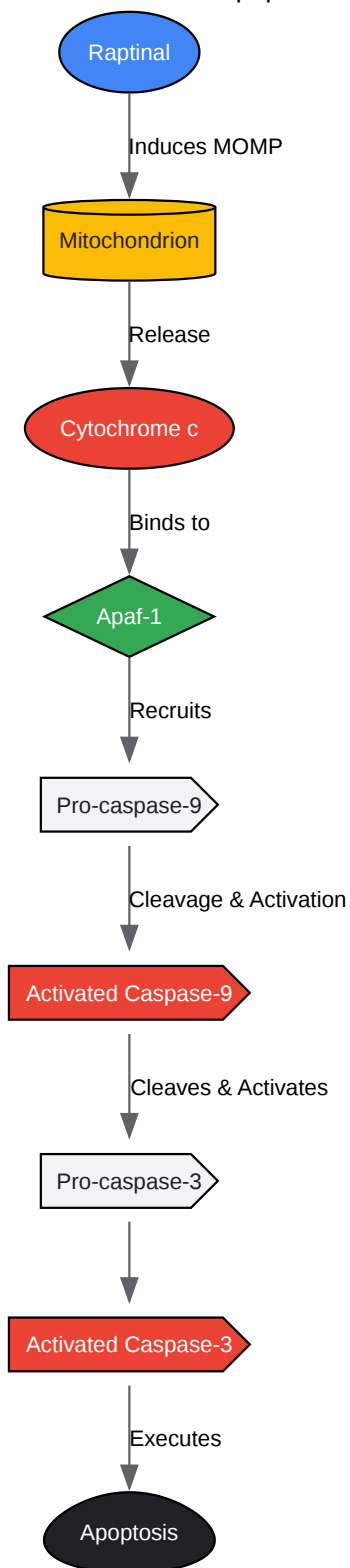 Raptinal
Induces MOMP
Mitochondrion
Release
Cytochrome c
Binds to
Apaf-1
Recruits
Pro-caspase-9
Cleavage & Activation
Activated Caspase-9
Cleaves & Activates
Pro-caspase-3
Activated Caspase-3
Executes
Apoptosis